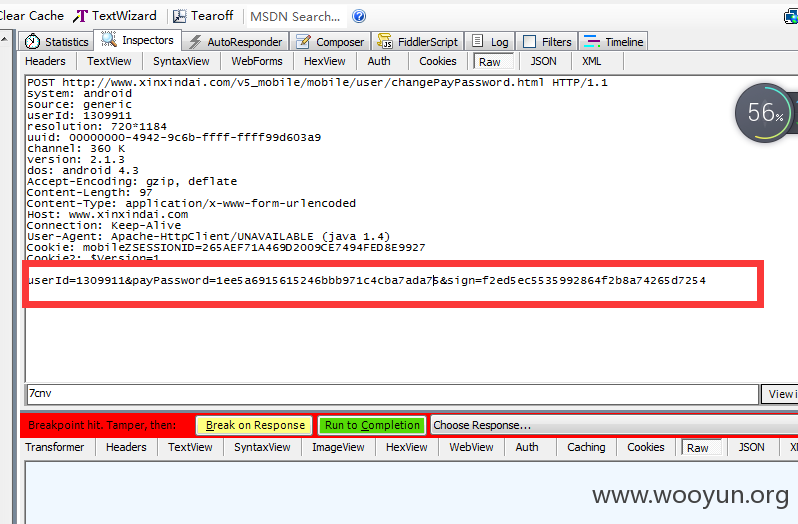 Clear Cache TextWizard Tearoff MSDN Search...
Statistics Inspectors AutoResponder Composer FiddlerScript Log Filters Timeline
Headers TextView SyntaxView WebForms HexView Auth Cookies Raw JSON XML
POST http://www.xinxindai.com/v5_mobile/mobile/user/changePayPassword.html HTTP/1.1
system: android
source: generic
userId: 1309911
resolution: 720*1184
uuid: 00000000-4942-9c6b-ffff-ffff99d603a9
channel: 360 K
version: 2.1.3
dos: android 4.3
Accept-Encoding: gzip, deflate
Content-Length: 97
Content-Type: application/x-www-form-urlencoded
Host: www.xinxindai.com
Connection: Keep-Alive
User-Agent: Apache-HttpClient/UNAVAILABLE (java 1.4)
Cookie: mobileZSESSIONID=265AEF71A469D2009CE7494FED8E9927
Cookie2: $Version=1
userId=1309911&payPassword=1ee5a6915615246bbb971c4cba7ada75&sign=f2ed5ec5535992864f2b8a74265d7254
56%
7cnv
View i
Breakpoint hit. Tamper, then: Break on Response Run to Completion Choose Response...
Transformer Headers TextView SyntaxView ImageView HexView WebView Auth Caching Cookies Raw JSON
www.wooyun.org